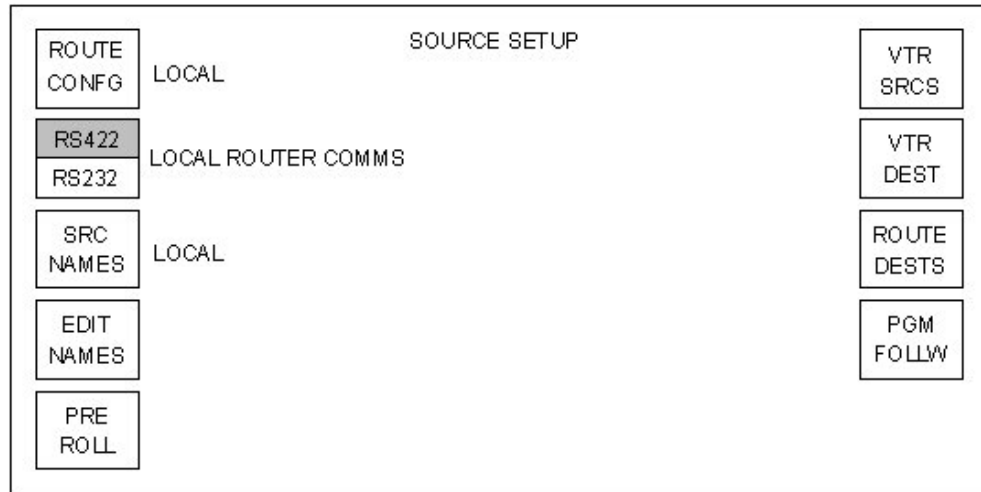 SOURCE SETUP
ROUTE
CONFG
LOCAL
RS422
RS232
LOCAL ROUTER COMMS
SRC
NAMES
LOCAL
EDIT
NAMES
PRE
ROLL
VTR
SRCS
VTR
DEST
ROUTE
DESTS
PGM
FOLLW